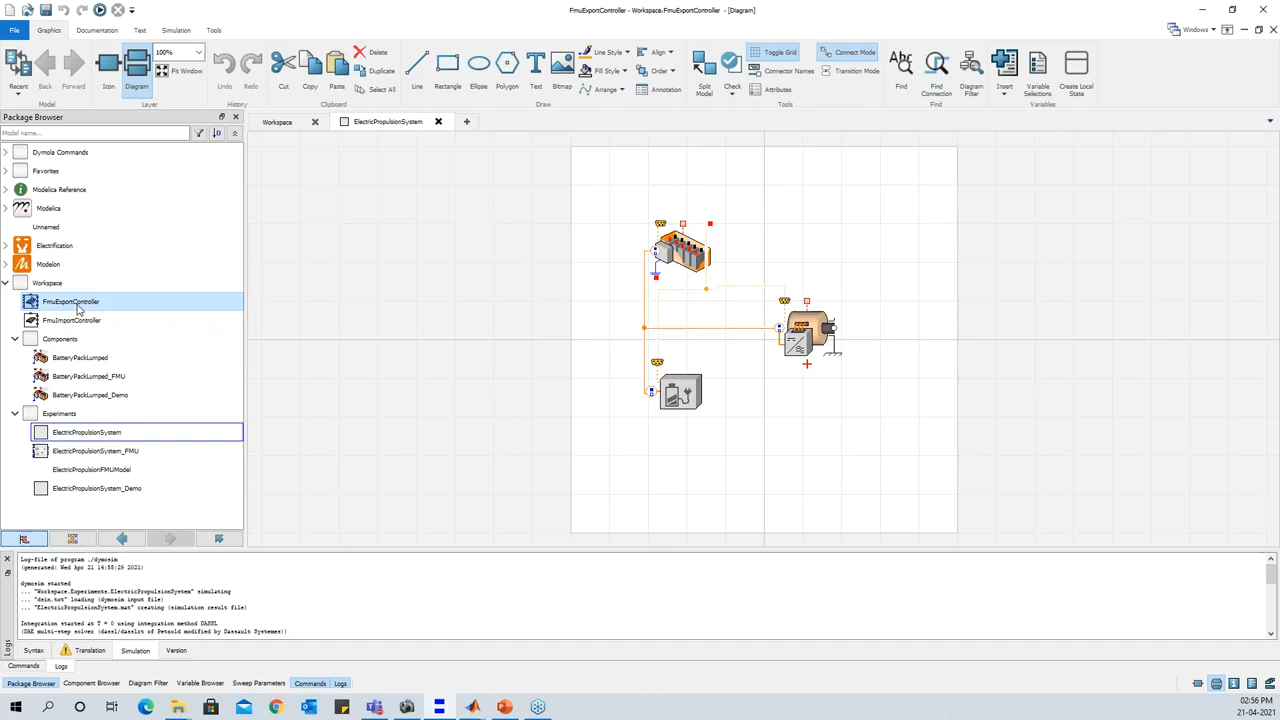 FmuExportController - Workspace.FmuExportController - [Diagram]
File
Graphics
Documentation
Text
Simulation
Tools
Windows
100%
Fit Window
Recent
Back
Forward
Icon
Diagram
Undo
Redo
Cut
Copy
Paste
Delete
Duplicate
Select All
Line
Rectangle
Ellipse
Polygon
Text
Bitmap
Line Style
Fill Style
Arrange
Align
Order
Annotation
Split
Model
Check
Toggle Grid
Connector Names
Attributes
Connect Mode
Transition Mode
Abc
Find
Find
Connection
Diagram
Filter
Insert
Variable
Selections
Create Local
State
Model
Layer
History
Clipboard
Draw
Tools
Find
Variables
Package Browser
Model name...
Workspace
ElectricPropulsionSystem
Dymola Commands
Favorites
Modelica Reference
Modelica
Unnamed
Electrification
Modelon
Workspace
FmuExportController
FmuImportController
Components
BatteryPackLumped
BatteryPackLumped_FMU
BatteryPackLumped_Demo
Experiments
ElectricPropulsionSystem
ElectricPropulsionSystem_FMU
ElectricPropulsionFMUModel
ElectricPropulsionSystem_Demo
Log-file of program ./dymosim
(generated: Wed Apr 21 14:55:29 2021)
dymosim started
... "Workspace.Experiments.ElectricPropulsionSystem" simulating
... "dsin.txt" loading (dymosim input file)
... "ElectricPropulsionSystem.mat" creating (simulation result file)
Integration started at T = 0 using integration method DASSL
(DAE multi-step solver (dassl/dasslrt of Petzold modified by Dassault Systemes))
Logs
Syntax
Translation
Simulation
Version
Commands
Logs
Package Browser
Component Browser
Diagram Filter
Variable Browser
Sweep Parameters
Commands
Logs
02:56 PM
21-04-2021